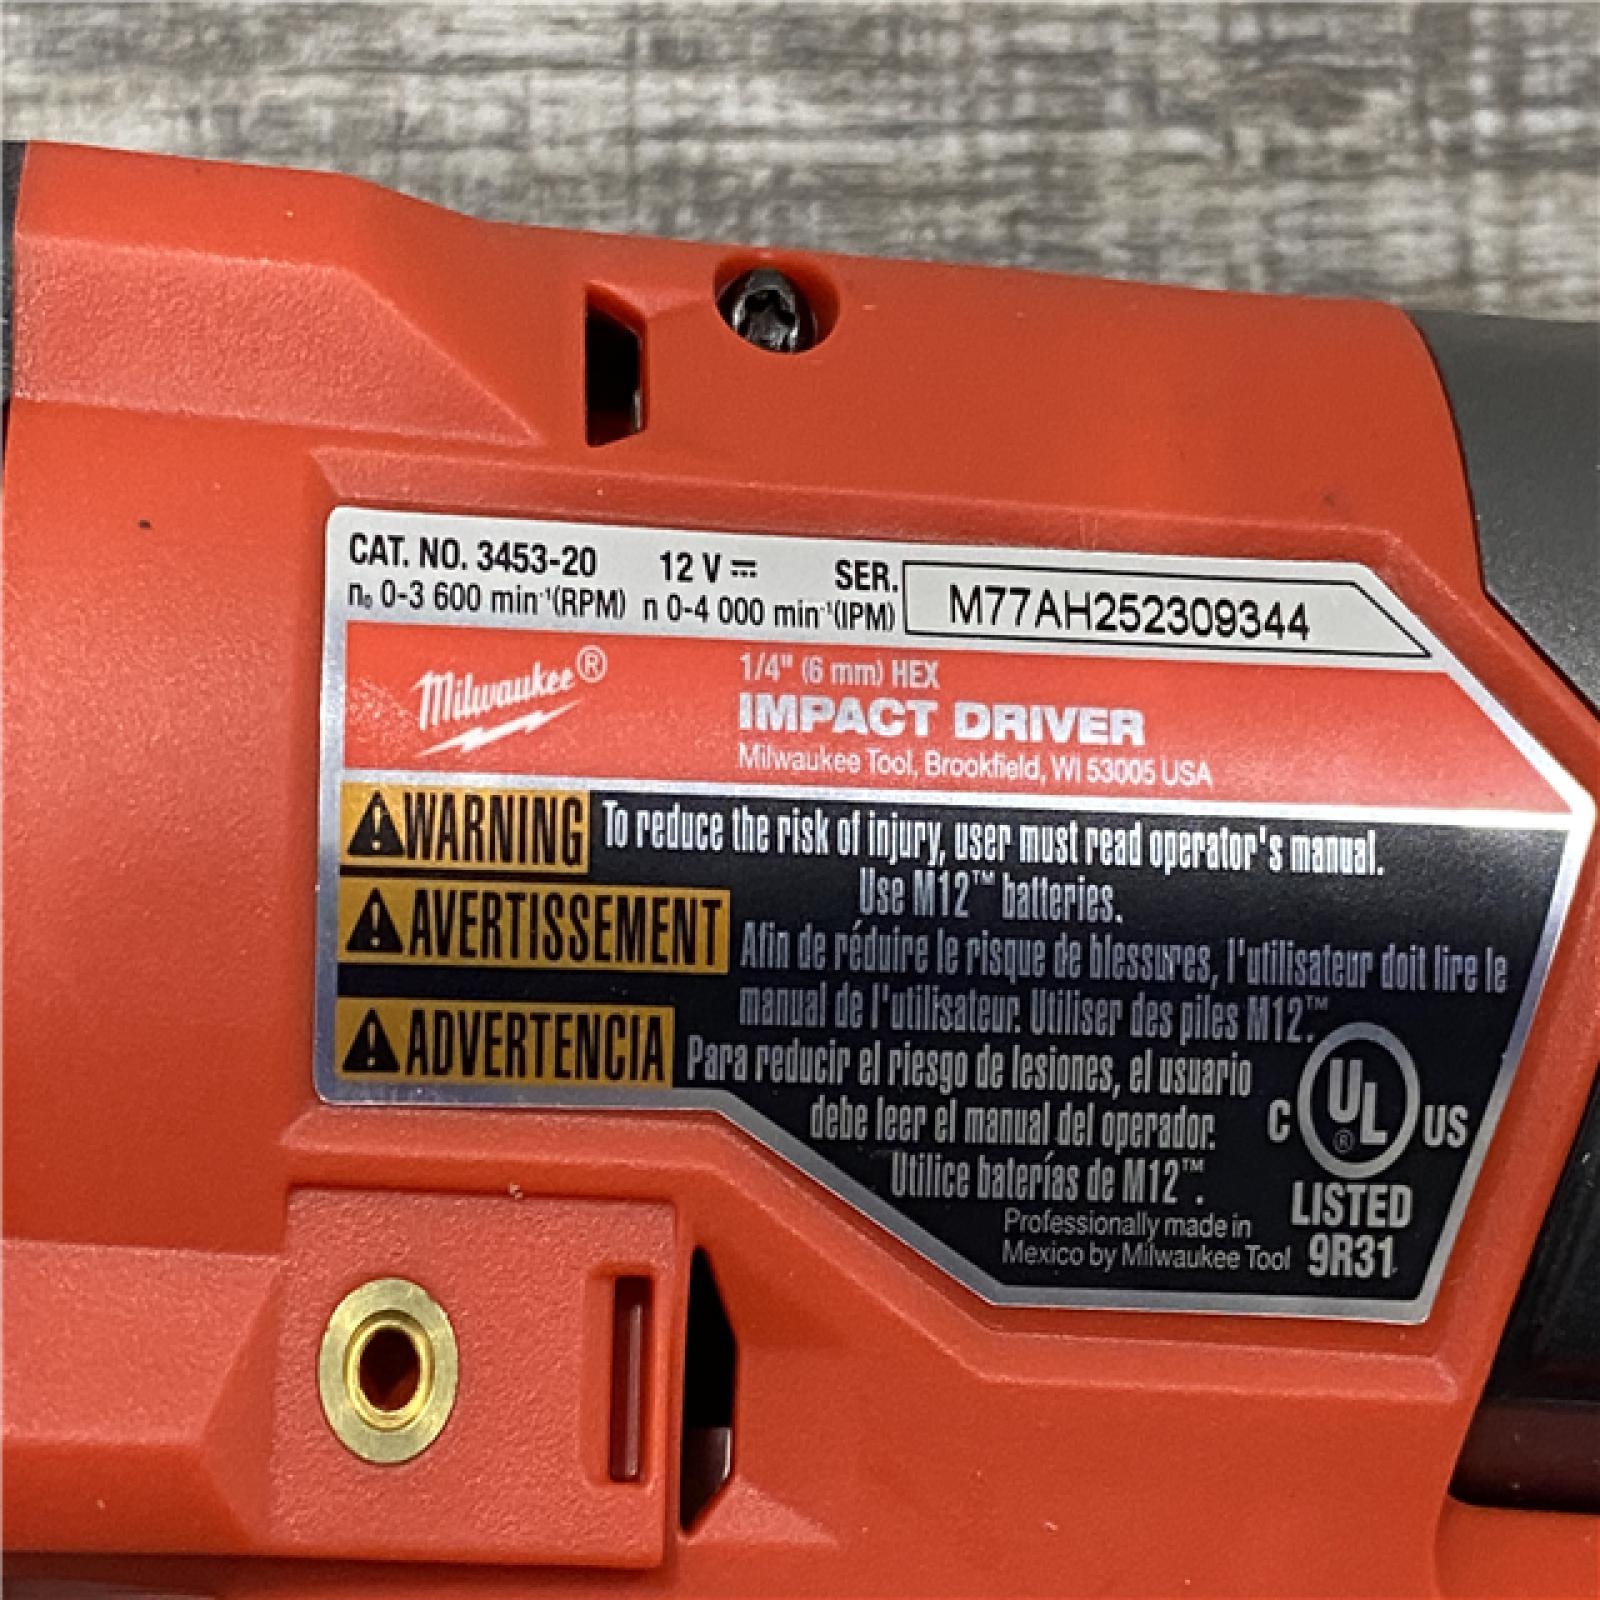 CAT. NO. 3453-20 12 V ⎓ SER. M77AH252309344
n₀ 0-3 600 min⁻¹(RPM) n 0-4 000 min⁻¹(IPM)
Milwaukee®
1/4" (6 mm) HEX
IMPACT DRIVER
Milwaukee Tool, Brookfield, WI 53005 USA
WARNING To reduce the risk of injury, user must read operator's manual.
Use M12™ batteries.
AVERTISSEMENT Afin de réduire le risque de blessures, l'utilisateur doit lire le
manual de l'utilisateur. Utiliser des piles M12.™
ADVERTENCIA Para reducir el riesgo de lesiones, el usuario
debe leer el manual del operador.
Utilice baterías de M12™.
C UL® US
LISTED
9R31
Professionally made in
Mexico by Milwaukee Tool